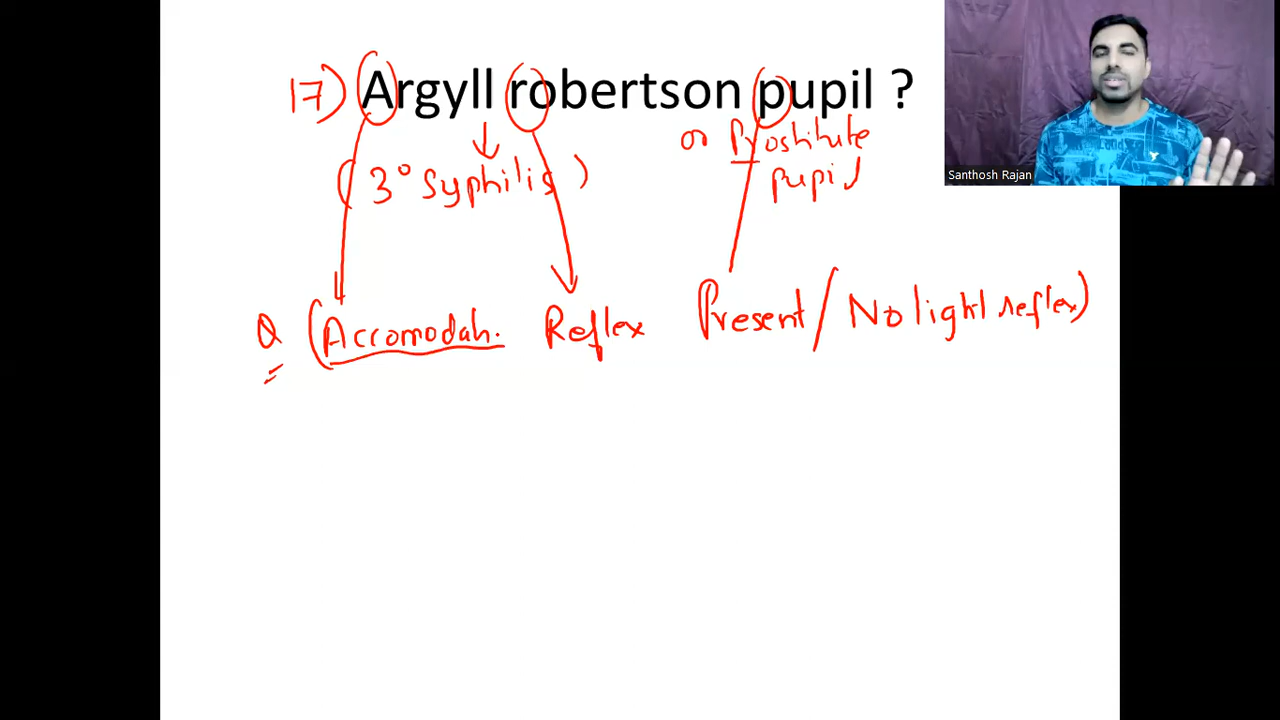 17) Argyll robertson pupil ?
or Prostitute
pupil
( 3° Syphilis )
Q (Accomodah. Reflex Present / No light reflex)
Santhosh Rajan